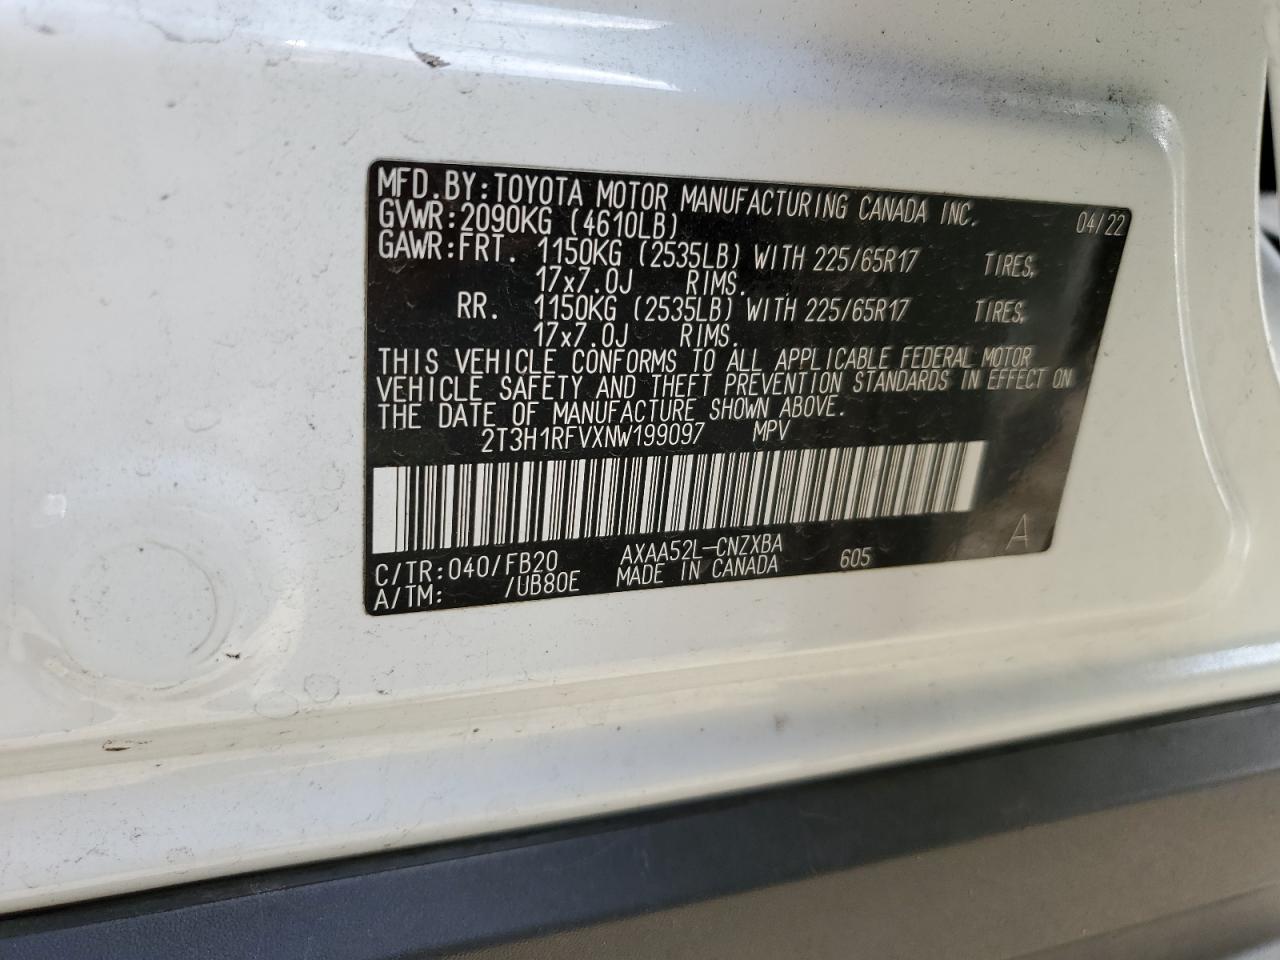 MFD.BY:TOYOTA MOTOR MANUFACTURING CANADA INC. 04/22
GVWR:2090KG (4610LB)
GAWR:FRT. 1150KG (2535LB) WITH 225/65R17 TIRES,
17x7.0J RIMS.
RR. 1150KG (2535LB) WITH 225/65R17 TIRES,
17x7.0J RIMS.
THIS VEHICLE CONFORMS TO ALL APPLICABLE FEDERAL MOTOR
VEHICLE SAFETY AND THEFT PREVENTION STANDARDS IN EFFECT ON
THE DATE OF MANUFACTURE SHOWN ABOVE.
2T3H1RFVXNW199097 MPV
C/TR:040/FB20 AXAA52L-CNZXBA 605 A
A/TM: /UB80E MADE IN CANADA